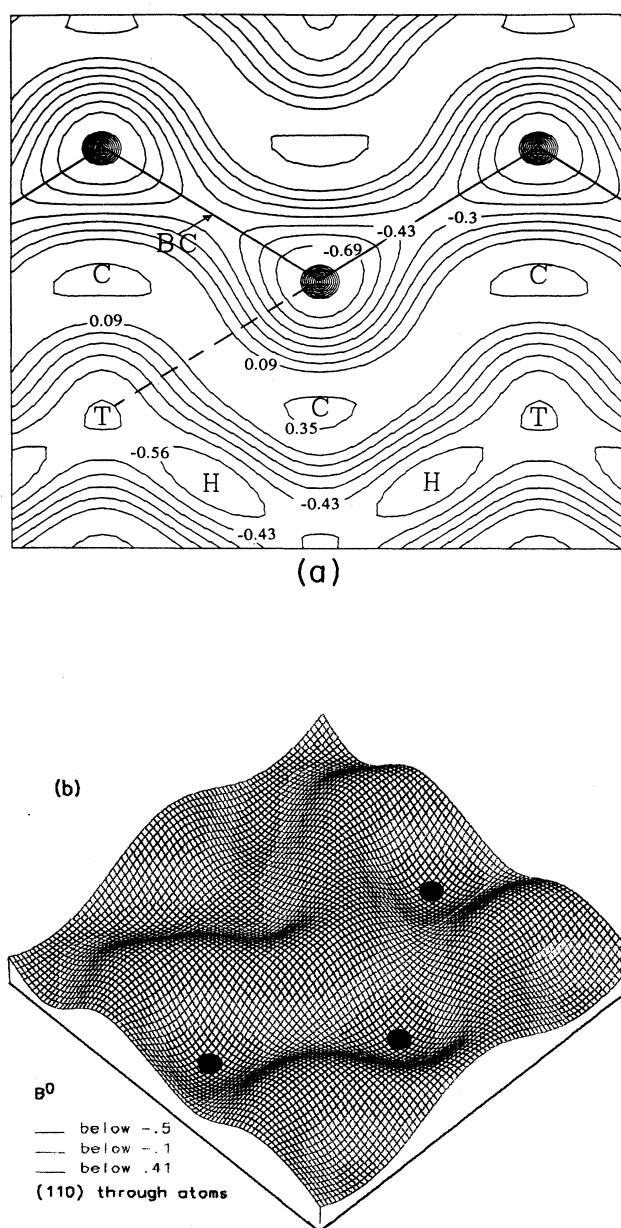 BC
-0.43
-0.3
-0.69
C
C
0.09
0.09
T
C
T
0.35
-0.56
H
H
-0.43
-0.43
(a)
(b)
B⁰
below -.5
below -.1
below .41
(110) through atoms